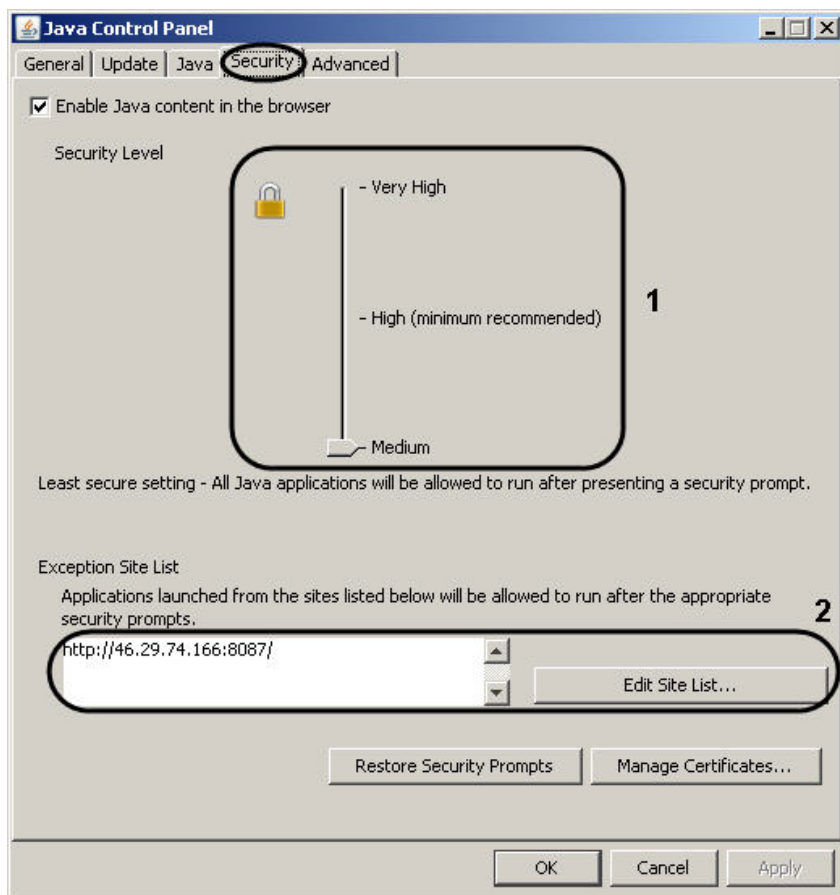 Java Control Panel
General Update Java Security Advanced
Enable Java content in the browser
Security Level
- Very High
- High (minimum recommended)
1
- Medium
Least secure setting - All Java applications will be allowed to run after presenting a security prompt.
Exception Site List
Applications launched from the sites listed below will be allowed to run after the appropriate
security prompts.
2
http://46.29.74.166:8087/
Edit Site List...
Restore Security Prompts Manage Certificates...
OK Cancel Apply